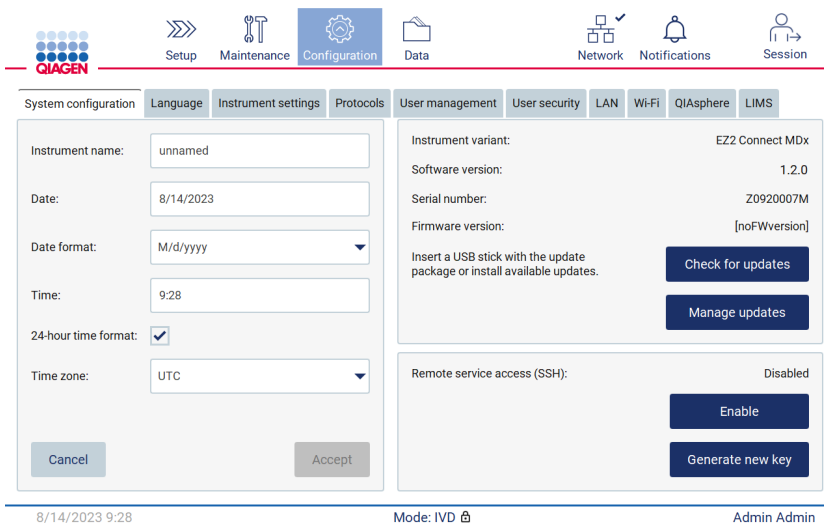 QIAGEN
Setup
Maintenance
Configuration
Data
Network
Notifications
Session
System configuration
Language
Instrument settings
Protocols
User management
User security
LAN
Wi-Fi
QIAsphere
LIMS
Instrument name:
unnamed
Date:
8/14/2023
Date format:
M/d/yyyy
Time:
9:28
24-hour time format:
Time zone:
UTC
Cancel
Accept
Instrument variant:
EZ2 Connect MDx
Software version:
1.2.0
Serial number:
Z0920007M
Firmware version:
[noFWversion]
Insert a USB stick with the update
package or install available updates.
Check for updates
Manage updates
Remote service access (SSH):
Disabled
Enable
Generate new key
8/14/2023 9:28
Mode: IVD
Admin Admin